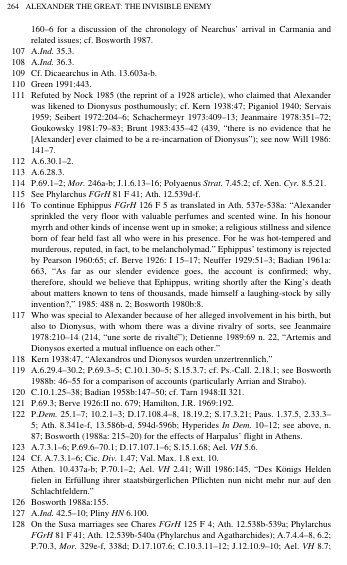 264 ALEXANDER THE GREAT: THE INVISIBLE ENEMY
160–6 for a discussion of the chronology of Nearchus' arrival in Carmania and
related issues; cf. Bosworth 1987.
107 A.Ind. 35.3.
108 A.Ind. 36.3.
109 Cf. Dicaearchus in Ath. 13.603a-b.
110 Green 1991:443.
111 Refuted by Nock 1985 (the reprint of a 1928 article), who claimed that Alexander
was likened to Dionysus posthumously; cf. Kern 1938:47; Piganiol 1940; Servais
1959; Seibert 1972:204–6; Schachermeyr 1973:409–13; Jeanmaire 1978:351–72;
Goukowsky 1981:79–83; Brunt 1983:435–42 (439, “there is no evidence that he
[Alexander] ever claimed to be a re-incarnation of Dionysus”); see now Will 1986:
141–7.
112 A.6.30.1–2.
113 A.6.28.3.
114 P.69.1–2; Mor. 246a-b; J.1.6.13–16; Polyaenus Strat. 7.45.2; cf. Xen. Cyr. 8.5.21.
115 See Phylarchus FGrH 81 F 41; Ath. 12.539d-f.
116 To continue Ephippus FGrH 126 F 5 as translated in Ath. 537e-538a: “Alexander
sprinkled the very floor with valuable perfumes and scented wine. In his honour
myrrh and other kinds of incense went up in smoke; a religious stillness and silence
born of fear held fast all who were in his presence. For he was hot-tempered and
murderous, reputed, in fact, to be melancholymad.” Ephippus' testimony is rejected
by Pearson 1960:65; cf. Berve 1926: I 15–17; Neuffer 1929:51–3; Badian 1961a:
663, “As far as our slender evidence goes, the account is confirmed; why,
therefore, should we believe that Ephippus, writing shortly after the King's death
about matters known to tens of thousands, made himself a laughing-stock by silly
invention?,” 1985: 488 n. 2; Bosworth 1980b:8.
117 Who was special to Alexander because of her alleged involvement in his birth, but
also to Dionysus, with whom there was a divine rivalry of sorts, see Jeanmaire
1978:210–14 (214, “une sorte de rivalité”); Detienne 1989:69 n. 22, “Artemis and
Dionysos exerted a mutual influence on each other.”
118 Kern 1938:47, “Alexandros und Dionysos wurden unzertrennlich.”
119 A.6.29.4–30.2; P.69.3–5; C.10.1.30–5; S.15.3.7; cf. Ps.-Call. 2.18.1; see Bosworth
1988b: 46–55 for a comparison of accounts (particularly Arrian and Strabo).
120 C.10.1.25–38; Badian 1958b:147–50; cf. Tarn 1948:II 321.
121 P.69.3; Berve 1926:II no. 679; Hamilton, J.R. 1969:192.
122 P.Dem. 25.1–7; 10.2.1–3; D.17.108.4–8, 18.19.2; S.17.3.21; Paus. 1.37.5, 2.33.3–
5; Ath. 8.341e-f, 13.586b-d, 594d-596b; Hyperides In Dem. 10–12; see above, n.
87; Bosworth (1988a: 215–20) for the effects of Harpalus' flight in Athens.
123 A.7.3.1–6; P.69.6–70.1; D.17.107.1–6; S.15.1.68; Ael. VH 5.6.
124 Cf. A.7.3.1–6; Cic. Div. 1.47; Val. Max. 1.8 ext. 10.
125 Athen. 10.437a-b; P.70.1–2; Ael. VH 2.41; Will 1986:145, “Des Königs Helden
fielen in Erfüllung ihrer staatsbürgerlichen Pflichten nun nicht mehr nur auf den
Schlachtfeldern.”
126 Bosworth 1988a:155.
127 A.Ind. 42.5–10; Pliny HN 6.100.
128 On the Susa marriages see Chares FGrH 125 F 4; Ath. 12.538b-539a; Phylarchus
FGrH 81 F 41; Ath. 12.539b-540a (Phylarchus and Agatharchides); A.7.4.4–8, 6.2;
P.70.3, Mor. 329e-f, 338d; D.17.107.6; C.10.3.11–12; J.12.10.9–10; Ael. VH 8.7;